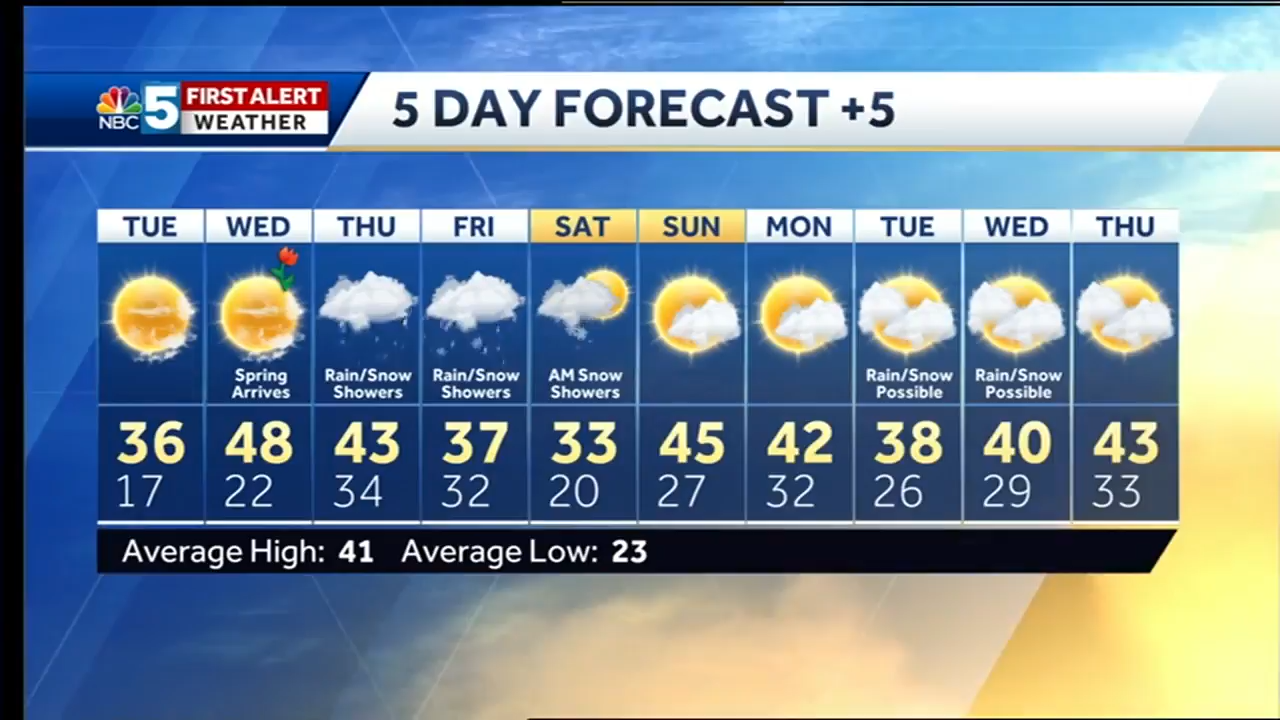 NBC 5 FIRST ALERT WEATHER
5 DAY FORECAST +5
TUE WED THU FRI SAT SUN MON TUE WED THU
Spring Arrives
Rain/Snow Showers
Rain/Snow Showers
AM Snow Showers
Rain/Snow Possible
Rain/Snow Possible
36 48 43 37 33 45 42 38 40 43
17 22 34 32 20 27 32 26 29 33
Average High: 41 Average Low: 23